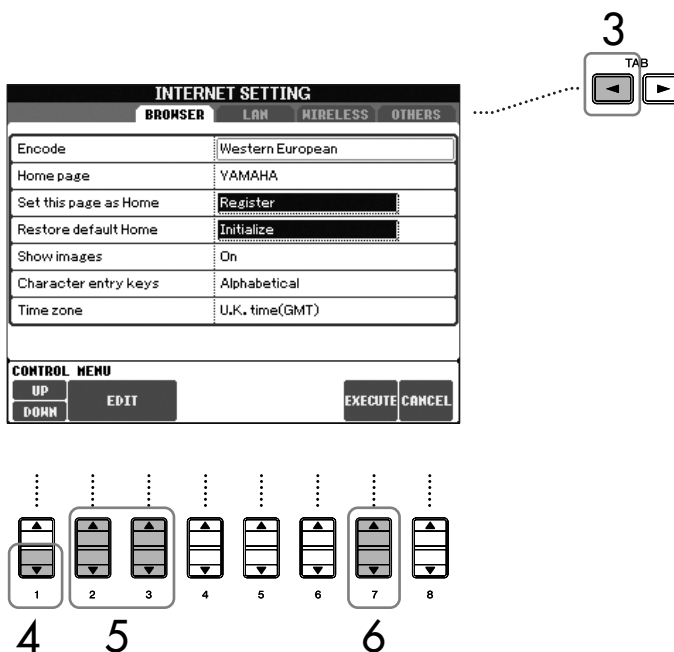 3
TAB
INTERNET SETTING
BROWSER LAN WIRELESS OTHERS
Encode Western European
Home page YAMAHA
Set this page as Home Register
Restore default Home Initialize
Show images On
Character entry keys Alphabetical
Time zone U.K. time(GMT)
CONTROL MENU
UP
DOWN
EDIT
EXECUTE CANCEL
1 2 3 4 5 6 7 8
4 5 6